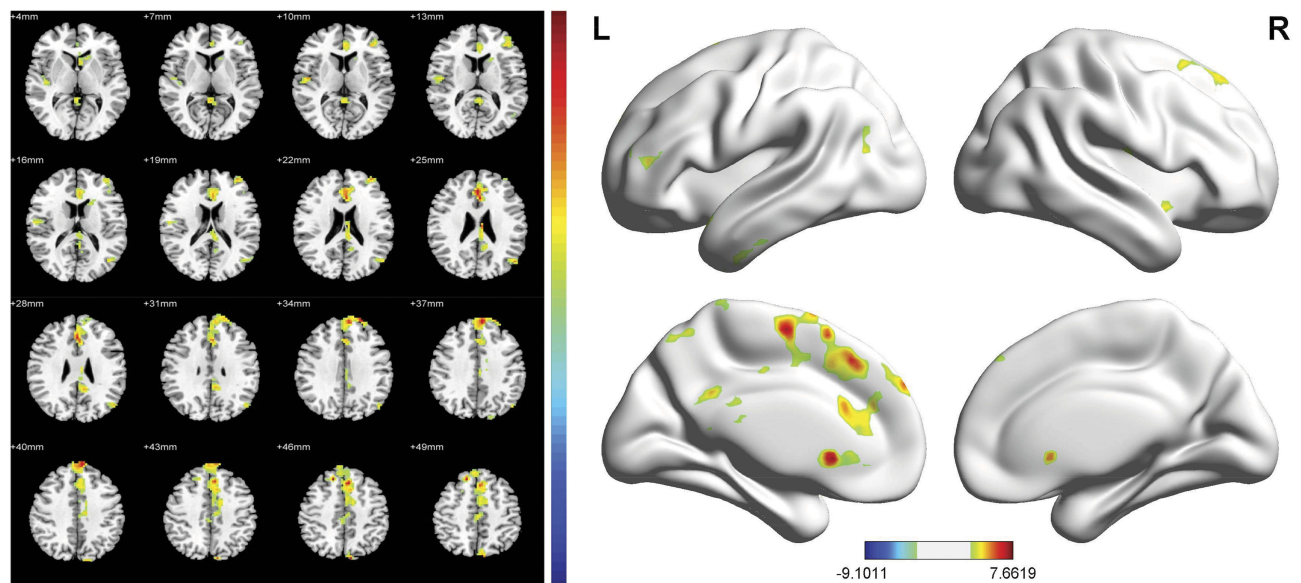 +4mm +7mm +10mm +13mm
+16mm +19mm +22mm +25mm
+28mm +31mm +34mm +37mm
+40mm +43mm +46mm +49mm
L R
-9.1011 7.6619